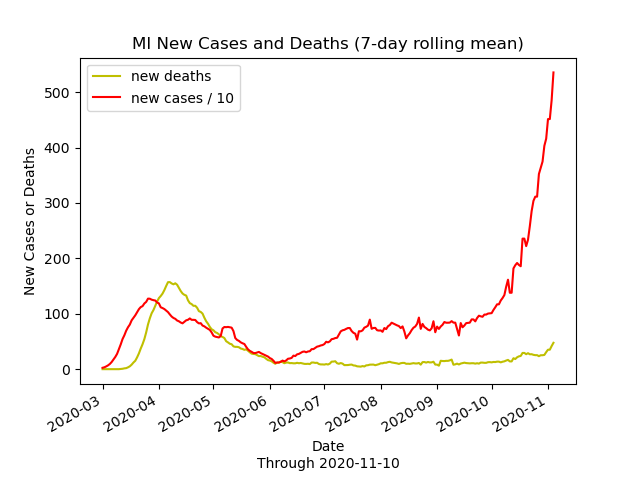 MI New Cases and Deaths (7-day rolling mean)
new deaths
new cases / 10
500
400
300
200
100
0
New Cases or Deaths
2020-03
2020-04
2020-05
2020-06
2020-07
2020-08
2020-09
2020-10
2020-11
Date
Through 2020-11-10